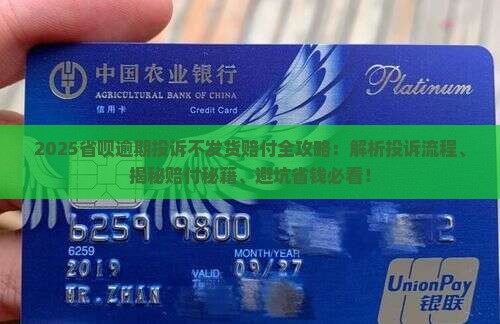 中国农业银行
AGRICULTURAL BANK OF CHINA
信用卡 Credit Card
Platinum
2025省呗逾期投诉不发货赔付全攻略：解析投诉流程、
揭秘赔付秘籍、避坑省钱必看！
6259 9800 2
6259
MONTH/YEAR
2019 VALID 09/27
MR.ZHAN
UnionPay
银联